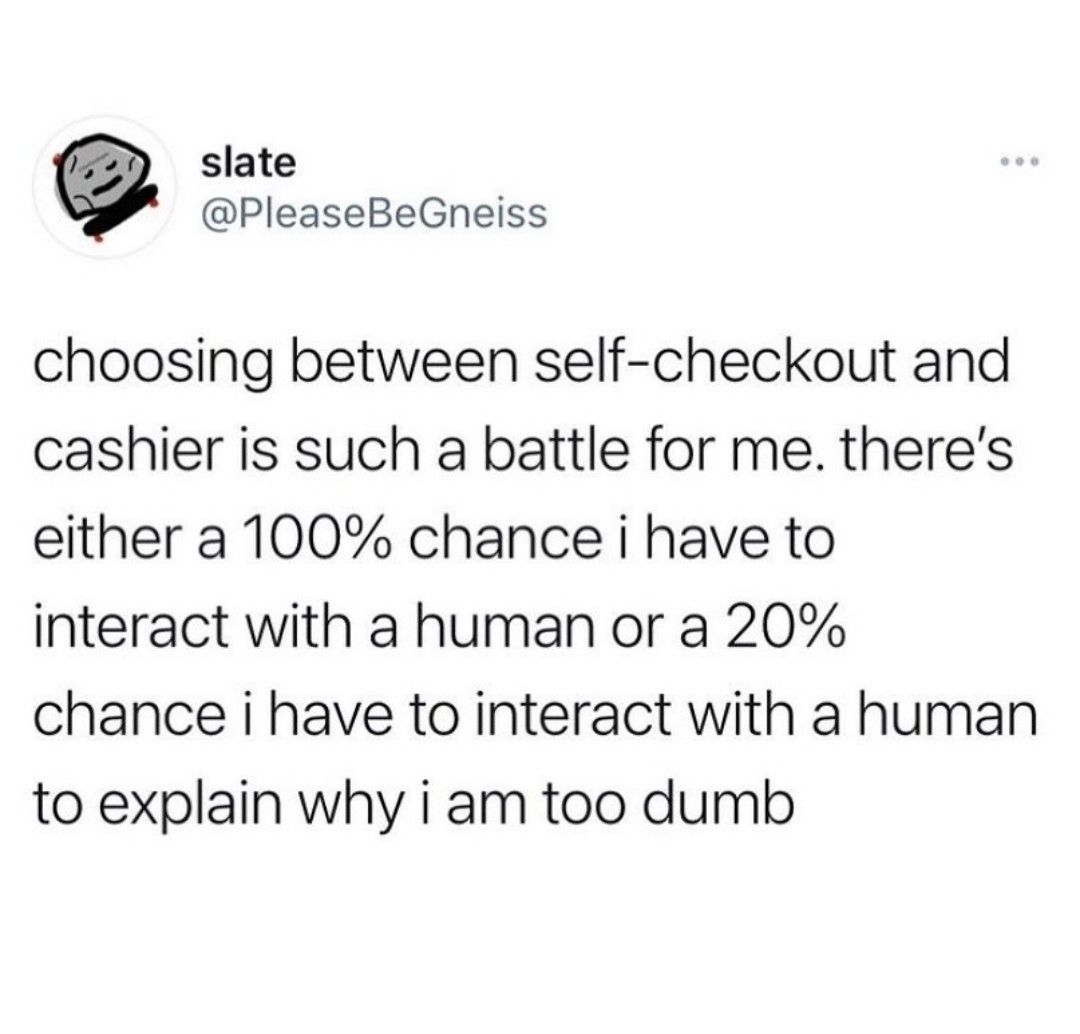 slate
@PleaseBeGneiss
choosing between self-checkout and
cashier is such a battle for me. there's
either a 100% chance i have to
interact with a human or a 20%
chance i have to interact with a human
to explain why i am too dumb